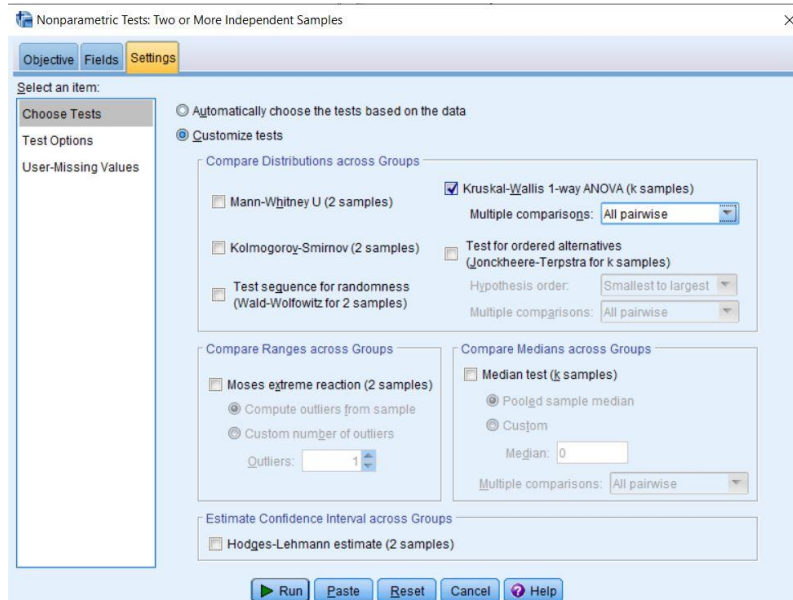 Nonparametric Tests: Two or More Independent Samples
Objective Fields Settings
Select an item:
Choose Tests
Test Options
User-Missing Values
Automatically choose the tests based on the data
Customize tests
Compare Distributions across Groups
Mann-Whitney U (2 samples)
Kolmogorov-Smirnov (2 samples)
Test sequence for randomness
(Wald-Wolfowitz for 2 samples)
Kruskal-Wallis 1-way ANOVA (k samples)
Multiple comparisons: All pairwise
Test for ordered alternatives
(Jonckheere-Terpstra for k samples)
Hypothesis order: Smallest to largest
Multiple comparisons: All pairwise
Compare Ranges across Groups
Moses extreme reaction (2 samples)
Compute outliers from sample
Custom number of outliers
Outliers: 1
Compare Medians across Groups
Median test (k samples)
Pooled sample median
Custom
Median: 0
Multiple comparisons: All pairwise
Estimate Confidence Interval across Groups
Hodges-Lehmann estimate (2 samples)
Run Paste Reset Cancel Help